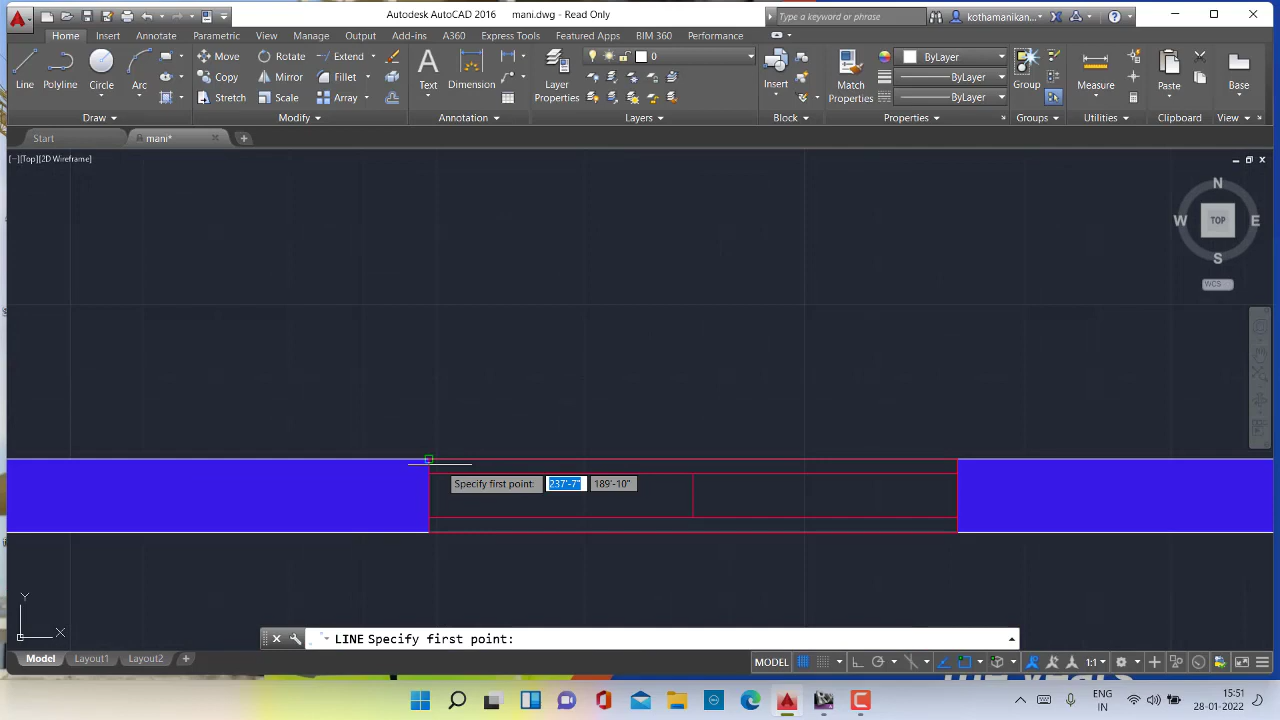 Autodesk AutoCAD 2016 mani.dwg - Read Only
Type a keyword or phrase
kothamanikan...
Home Insert Annotate Parametric View Manage Output Add-ins A360 Express Tools Featured Apps BIM 360 Performance
Line Polyline Circle Arc
Move Rotate Extend
Copy Mirror Fillet
Stretch Scale Array
Text Dimension
Layer Properties
0
Insert
Match Properties
ByLayer
ByLayer
ByLayer
Group
Measure
Paste
Base
Draw Modify Annotation Layers Block Properties Groups Utilities Clipboard View
Start mani*
[−][Top][2D Wireframe]
N
W TOP E
S
WCS
Specify first point: 237'-7" 189'-10"
Y
X
LINE Specify first point:
Model Layout1 Layout2 +
MODEL 1:1
the years
ENG
IN
15:51
28-01-2022